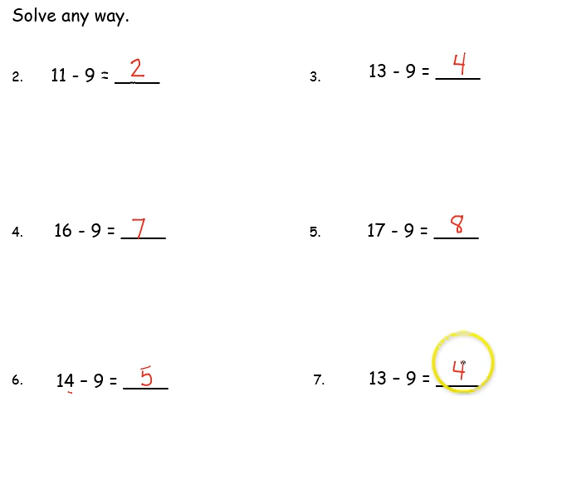 Solve any way.
2. 11 - 9 = 2
3. 13 - 9 = 4
4. 16 - 9 = 7
5. 17 - 9 = 8
6. 14 - 9 = 5
7. 13 - 9 = 4